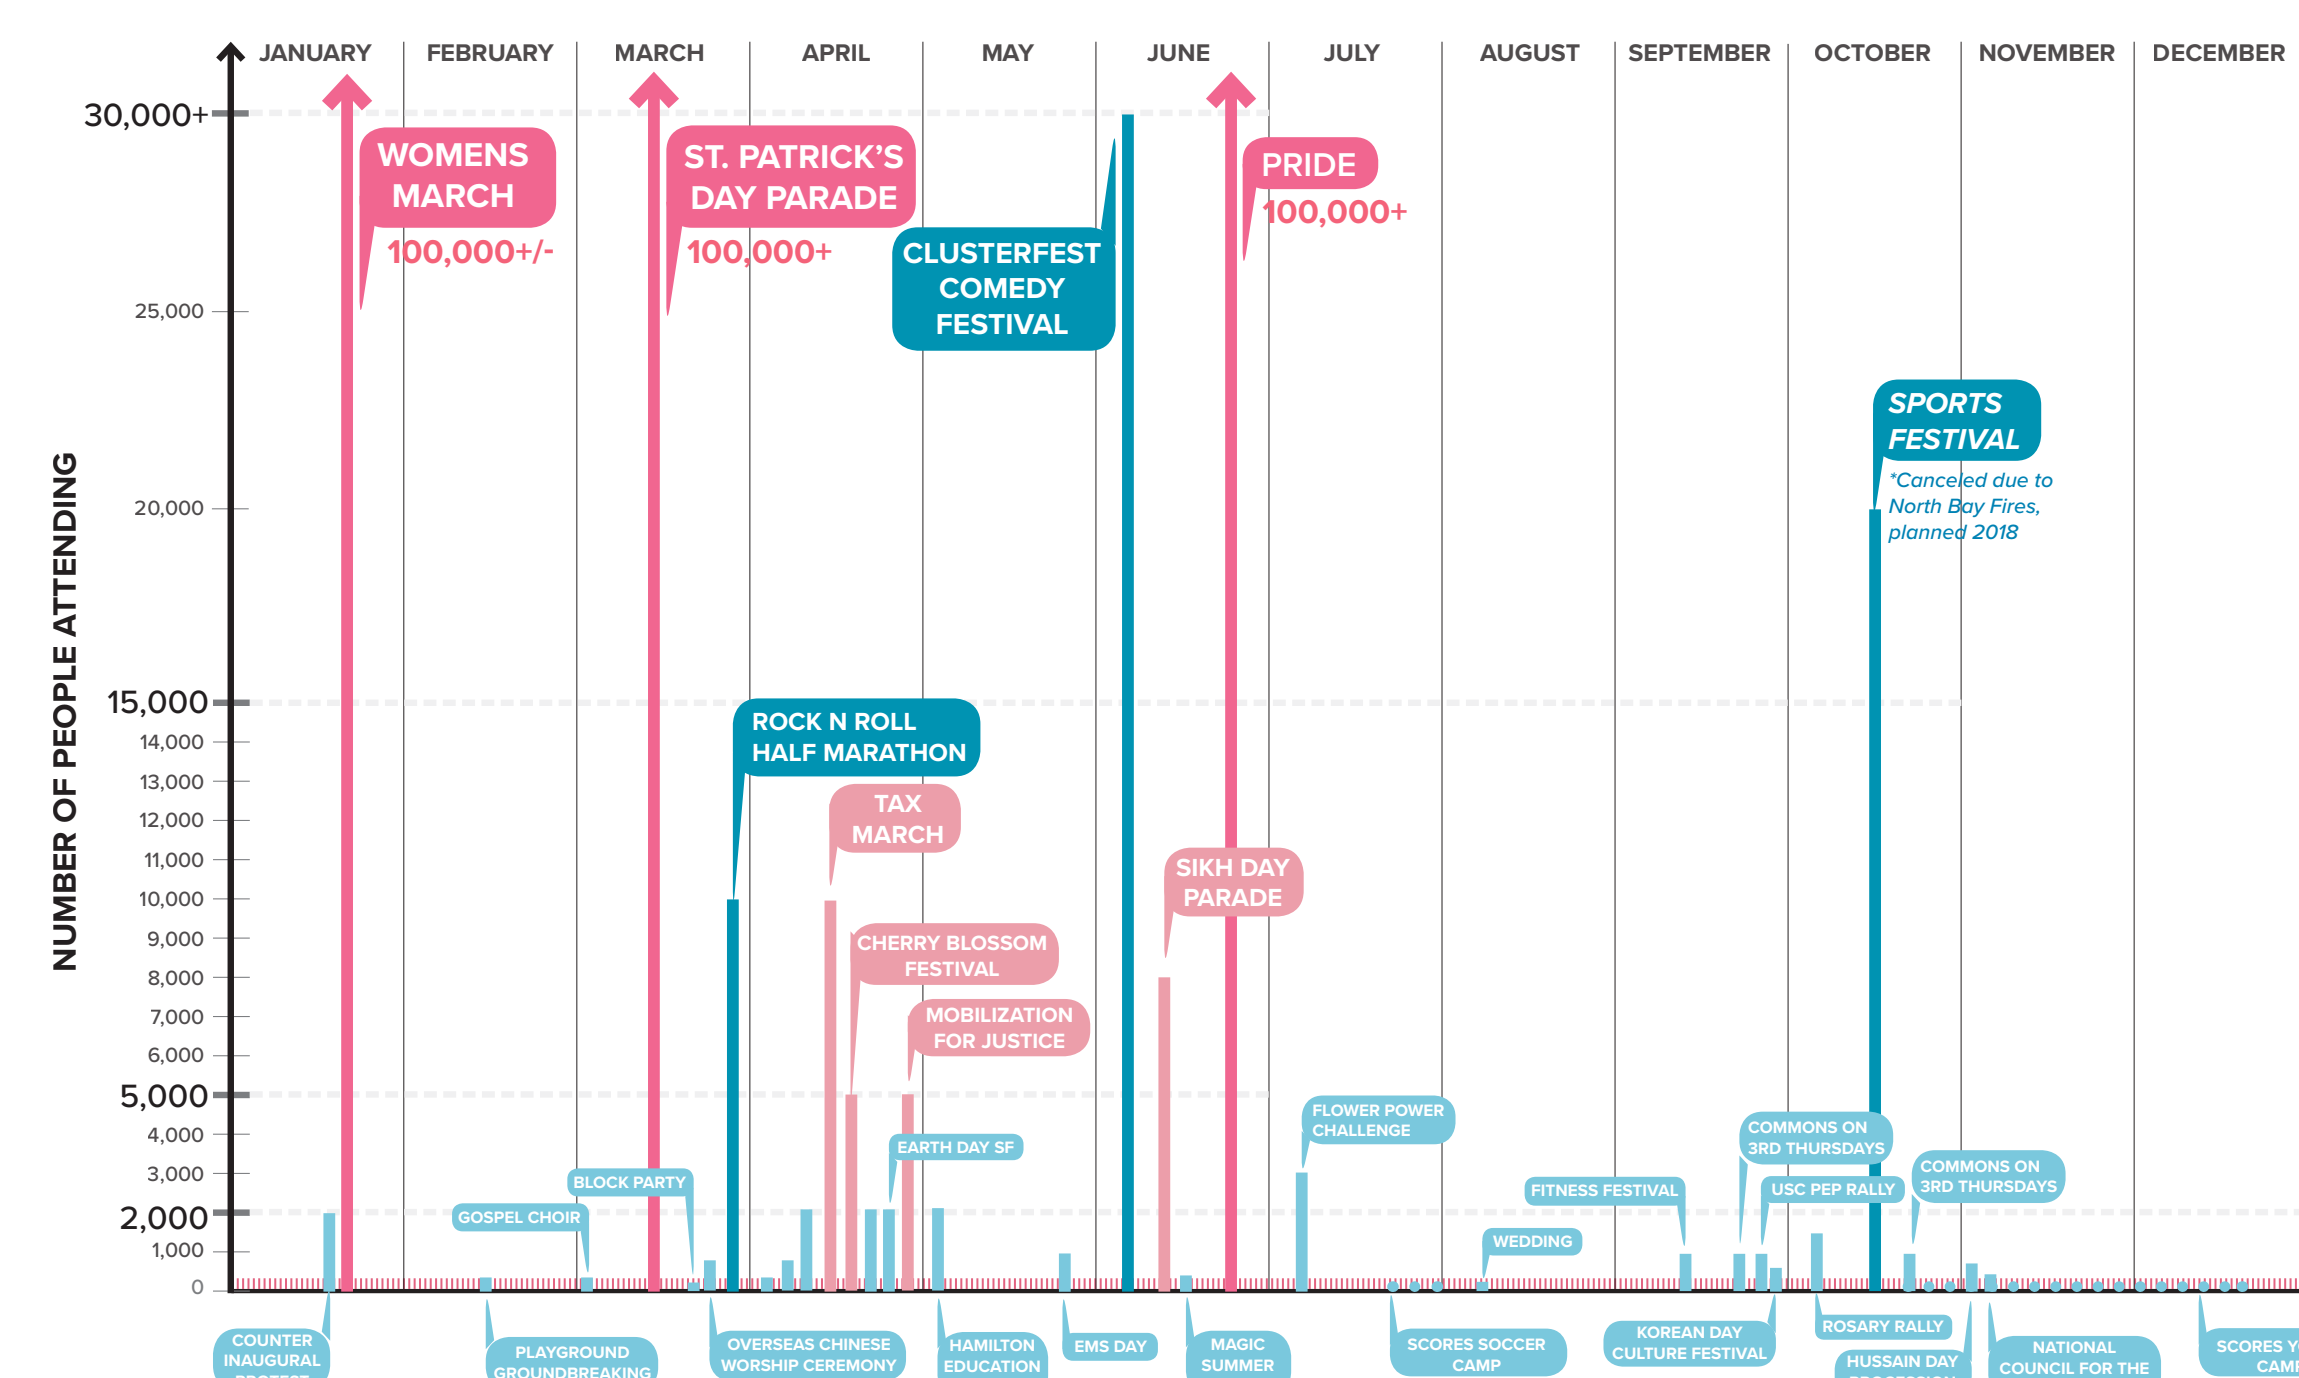 JANUARY
FEBRUARY
MARCH
APRIL
MAY
JUNE
JULY
AUGUST
SEPTEMBER
OCTOBER
NOVEMBER
DECEMBER
NUMBER OF PEOPLE ATTENDING
30,000+
25,000
20,000
15,000
14,000
13,000
12,000
11,000
10,000
9,000
8,000
7,000
6,000
5,000
4,000
3,000
2,000
1,000
0
WOMENS
MARCH
100,000+/-
ST. PATRICK'S
DAY PARADE
100,000+
CLUSTERFEST
COMEDY
FESTIVAL
PRIDE
100,000+
SPORTS
FESTIVAL
*Canceled due to
North Bay Fires,
planned 2018
ROCK N ROLL
HALF MARATHON
TAX
MARCH
CHERRY BLOSSOM
FESTIVAL
MOBILIZATION
FOR JUSTICE
SIKH DAY
PARADE
EARTH DAY SF
BLOCK PARTY
GOSPEL CHOIR
FLOWER POWER
CHALLENGE
FITNESS FESTIVAL
WEDDING
COMMONS ON
3RD THURSDAYS
USC PEP RALLY
COMMONS ON
3RD THURSDAYS
COUNTER
INAUGURAL
PROTEST
PLAYGROUND
GROUNDBREAKING
OVERSEAS CHINESE
WORSHIP CEREMONY
HAMILTON
EDUCATION
EMS DAY
MAGIC
SUMMER
SCORES SOCCER
CAMP
KOREAN DAY
CULTURE FESTIVAL
ROSARY RALLY
HUSSAIN DAY
PROCESSION
NATIONAL
COUNCIL FOR THE
SCORES